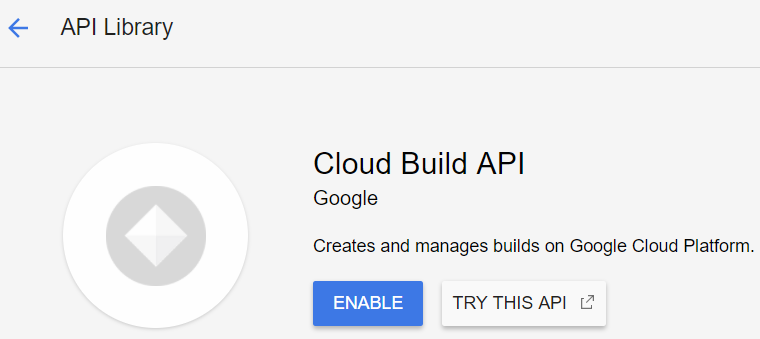 API Library
Cloud Build API
Google
Creates and manages builds on Google Cloud Platform.
ENABLE
TRY THIS API